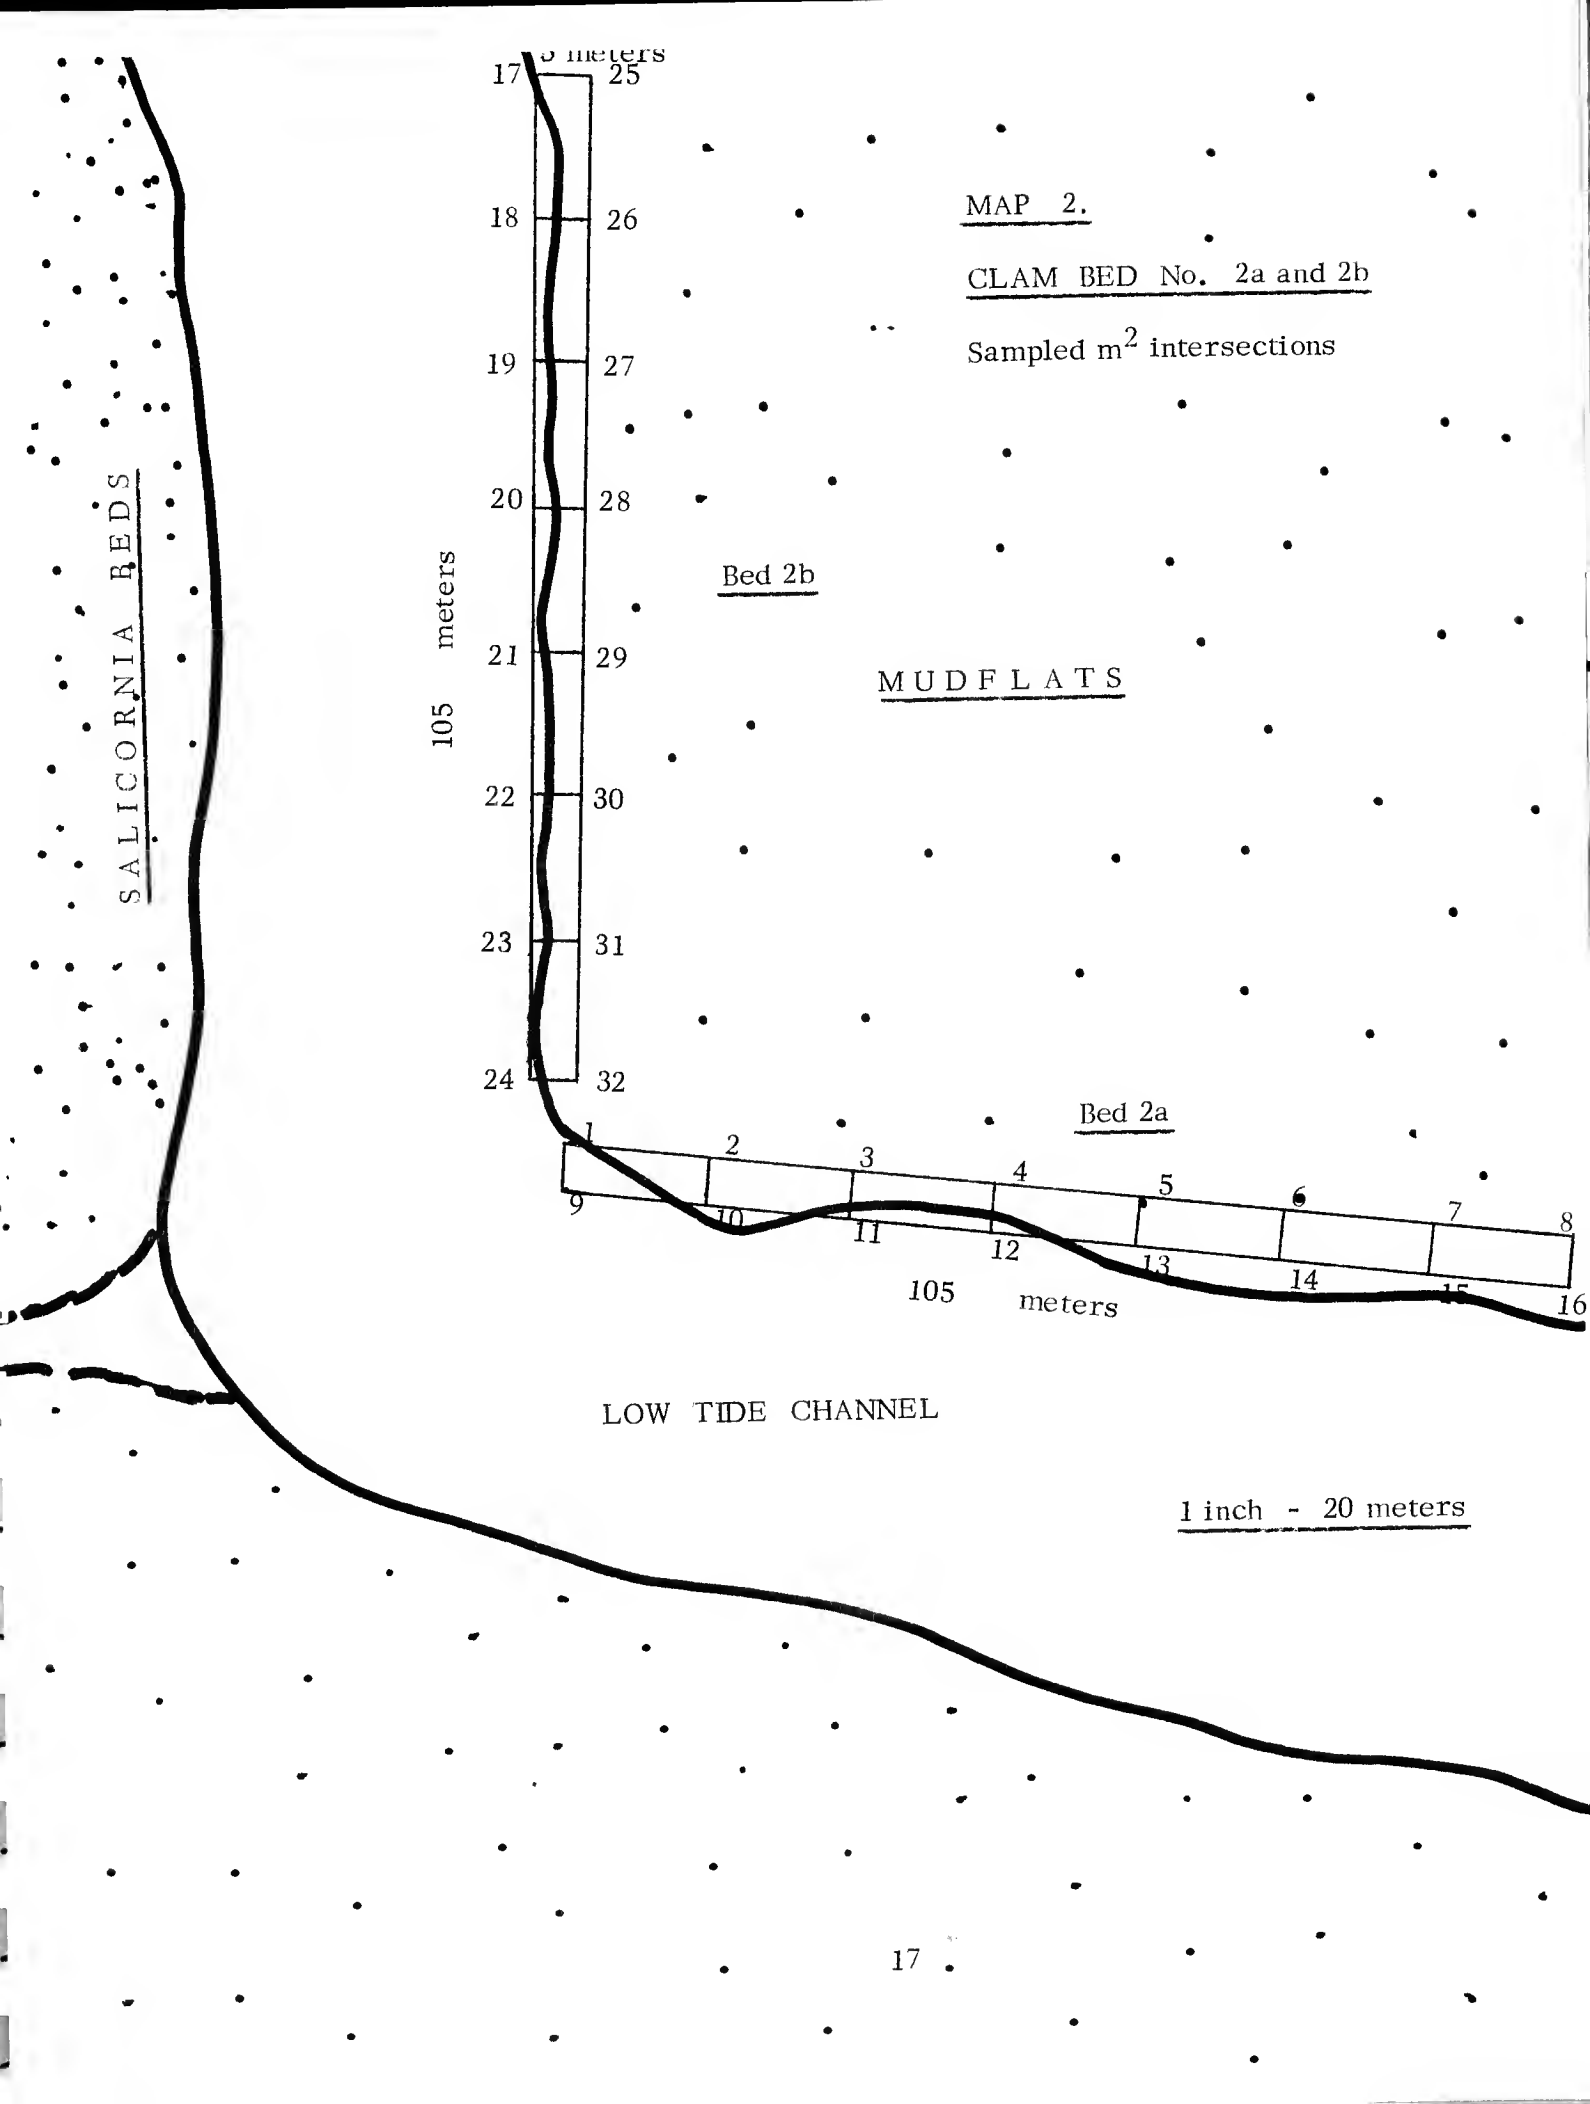 meters
17 25
MAP 2.
18 26
CLAM BED No. 2a and 2b
Sampled m2 intersections
19 27
SALICORNIA BEDS
20 28
105 meters
Bed 2b
21 29
MUDFLATS
22 30
23 31
24 32
Bed 2a
1 2 3 4 5 6 7 8
9 10 11 12 13 14 15 16
105 meters
LOW TIDE CHANNEL
1 inch - 20 meters
17